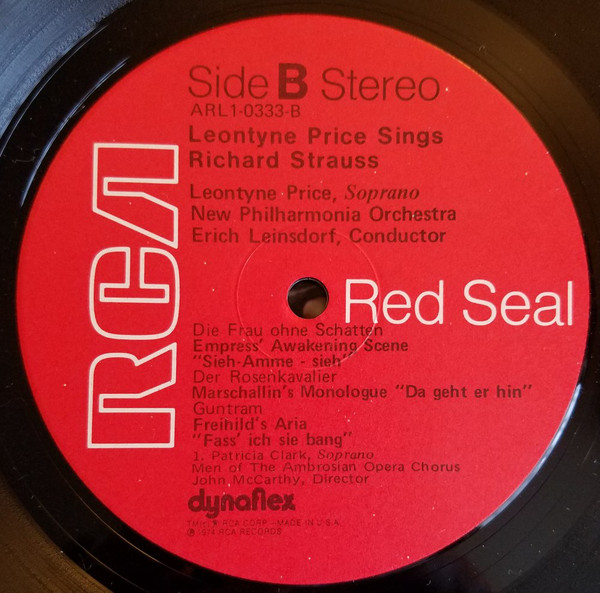 Side B Stereo
ARL1-0333-B
Leontyne Price Sings
Richard Strauss
Leontyne Price, Soprano
New Philharmonia Orchestra
Erich Leinsdorf, Conductor
RCA
Red Seal
Die Frau ohne Schatten
Empress' Awakening Scene
"Sieh-Amme - sieh"
Der Rosenkavalier
Marschallin's Monologue "Da geht er hin"
Guntram
Freihild's Aria
"Fass' ich sie bang"
1. Patricia Clark, Soprano
Men of The Ambrosian Opera Chorus
John McCarthy, Director
dynaflex
TM(s) ® RCA CORP.-MADE IN U.S.A.
℗ 1974 RCA RECORDS